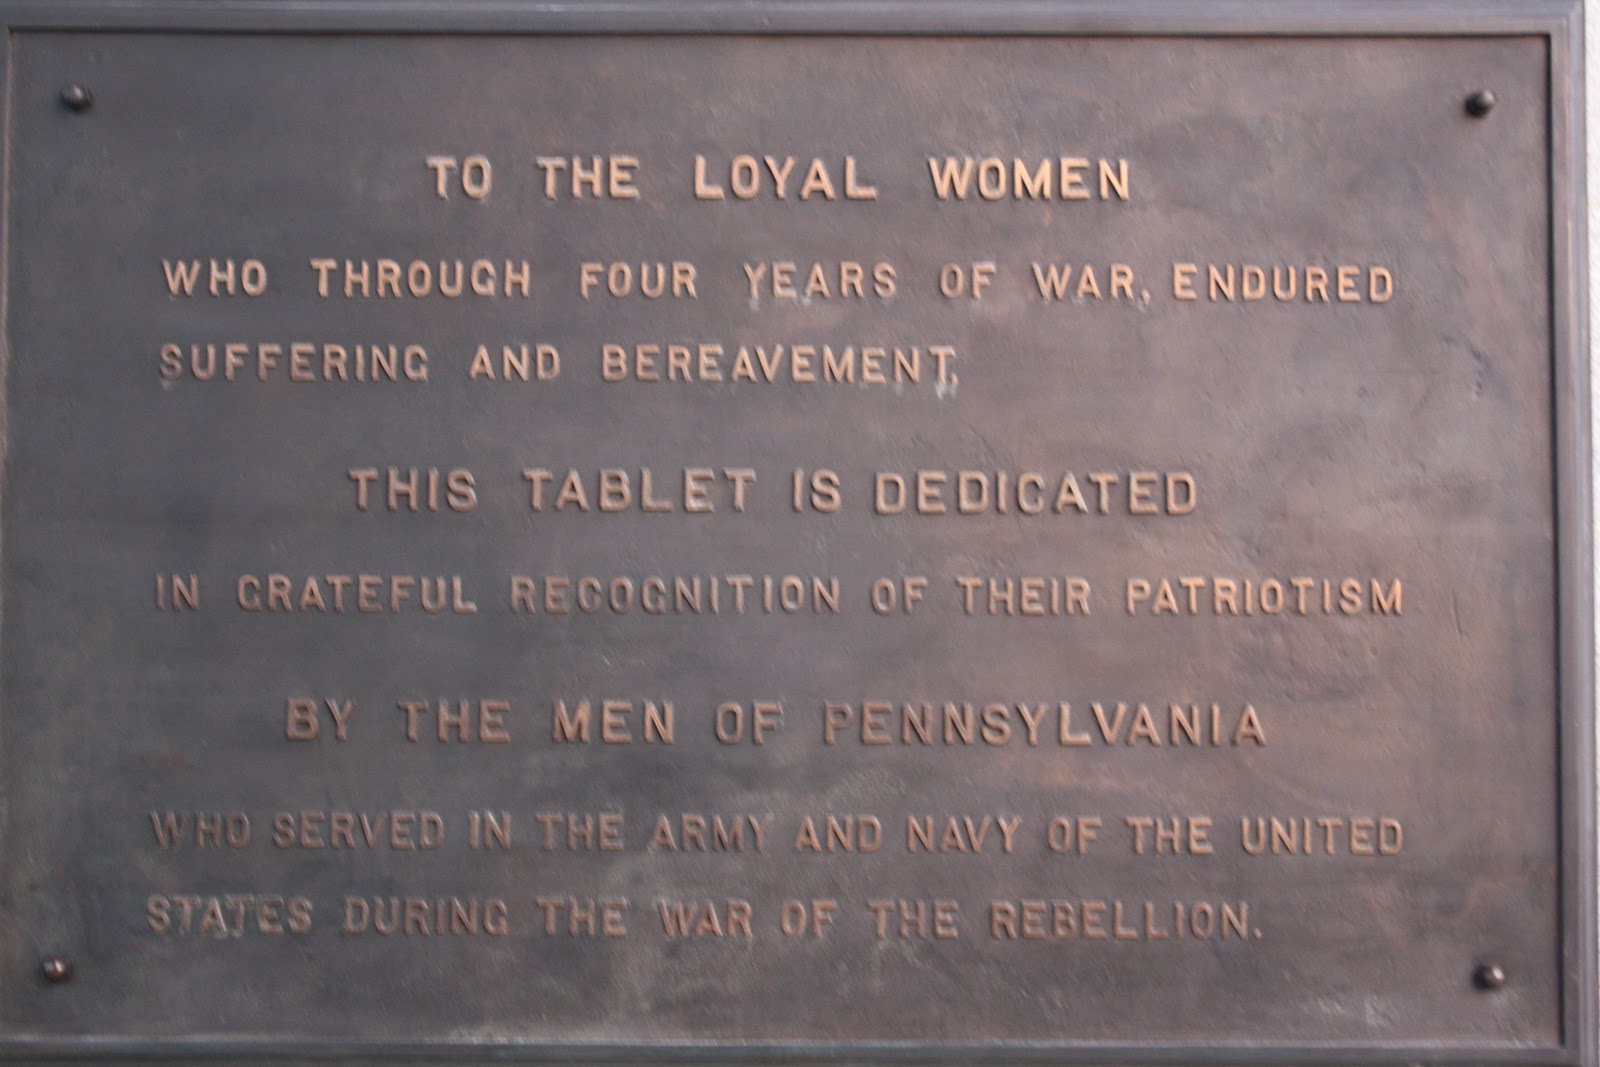 TO THE LOYAL WOMEN
WHO THROUGH FOUR YEARS OF WAR, ENDURED
SUFFERING AND BEREAVEMENT,
THIS TABLET IS DEDICATED
IN GRATEFUL RECOGNITION OF THEIR PATRIOTISM
BY THE MEN OF PENNSYLVANIA
WHO SERVED IN THE ARMY AND NAVY OF THE UNITED
STATES DURING THE WAR OF THE REBELLION.